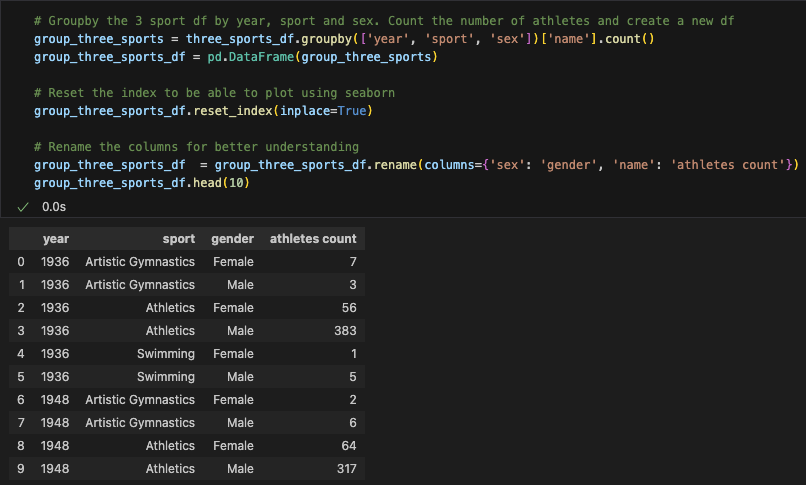 # Groupby the 3 sport df by year, sport and sex. Count the number of athletes and create a new df
group_three_sports = three_sports_df.groupby(['year', 'sport', 'sex'])['name'].count()
group_three_sports_df = pd.DataFrame(group_three_sports)
# Reset the index to be able to plot using seaborn
group_three_sports_df.reset_index(inplace=True)
# Rename the columns for better understanding
group_three_sports_df  = group_three_sports_df.rename(columns={'sex': 'gender', 'name': 'athletes count'})
group_three_sports_df.head(10)
✓ 0.0s
year sport gender athletes count
0 1936 Artistic Gymnastics Female 7
1 1936 Artistic Gymnastics Male 3
2 1936 Athletics Female 56
3 1936 Athletics Male 383
4 1936 Swimming Female 1
5 1936 Swimming Male 5
6 1948 Artistic Gymnastics Female 2
7 1948 Artistic Gymnastics Male 6
8 1948 Athletics Female 64
9 1948 Athletics Male 317